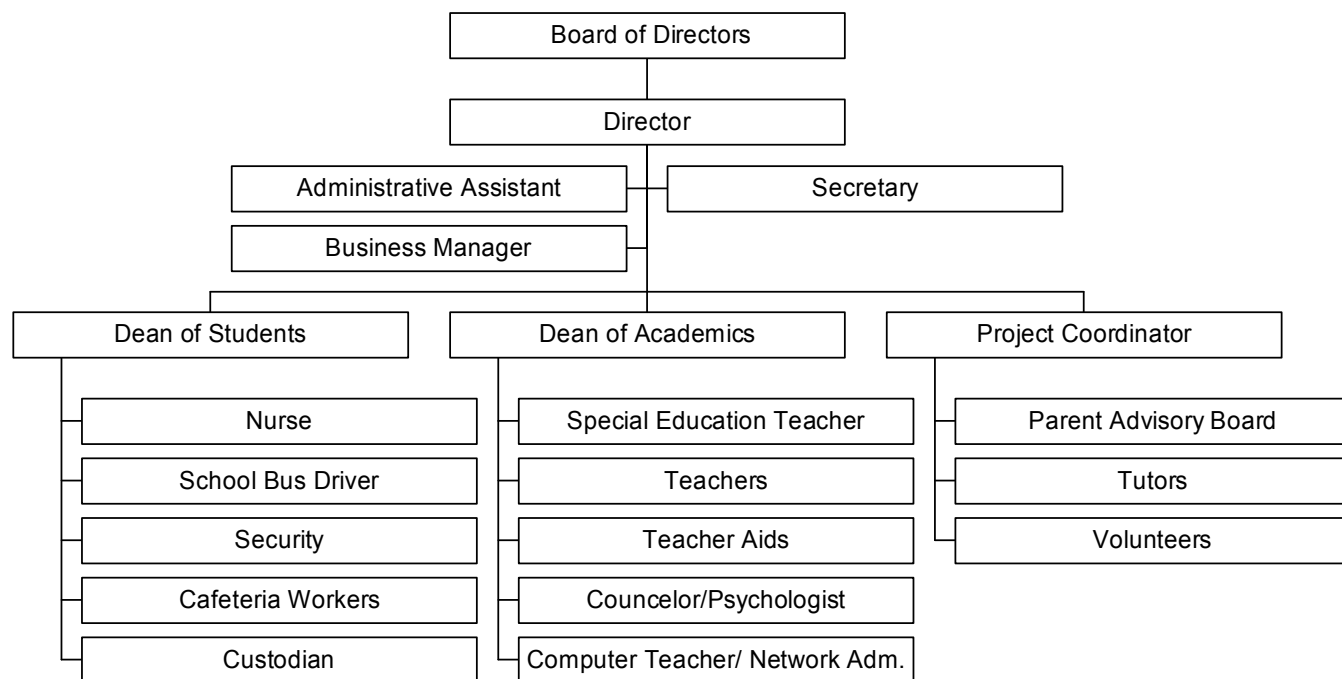 Board of Directors
Director
Administrative Assistant
Secretary
Business Manager
Dean of Students
Dean of Academics
Project Coordinator
Nurse
Special Education Teacher
Parent Advisory Board
School Bus Driver
Teachers
Tutors
Security
Teacher Aids
Volunteers
Cafeteria Workers
Councelor/Psychologist
Custodian
Computer Teacher/ Network Adm.